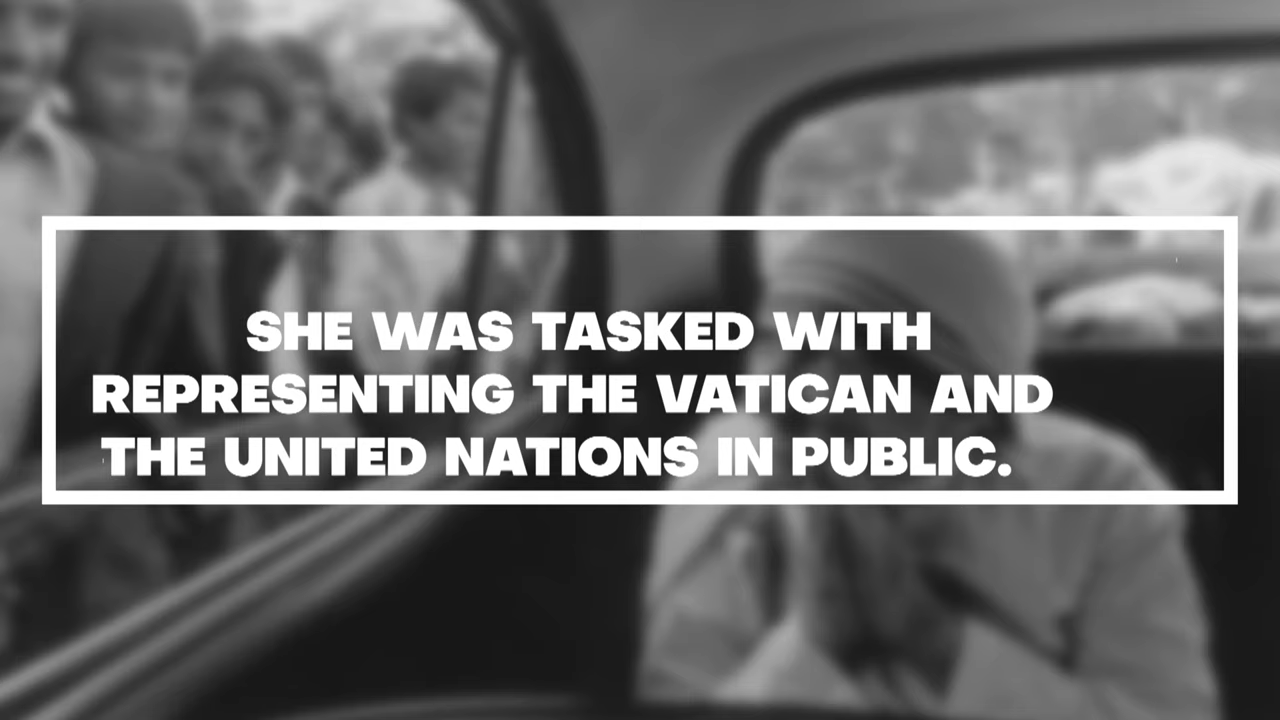 SHE WAS TASKED WITH
REPRESENTING THE VATICAN AND
THE UNITED NATIONS IN PUBLIC.